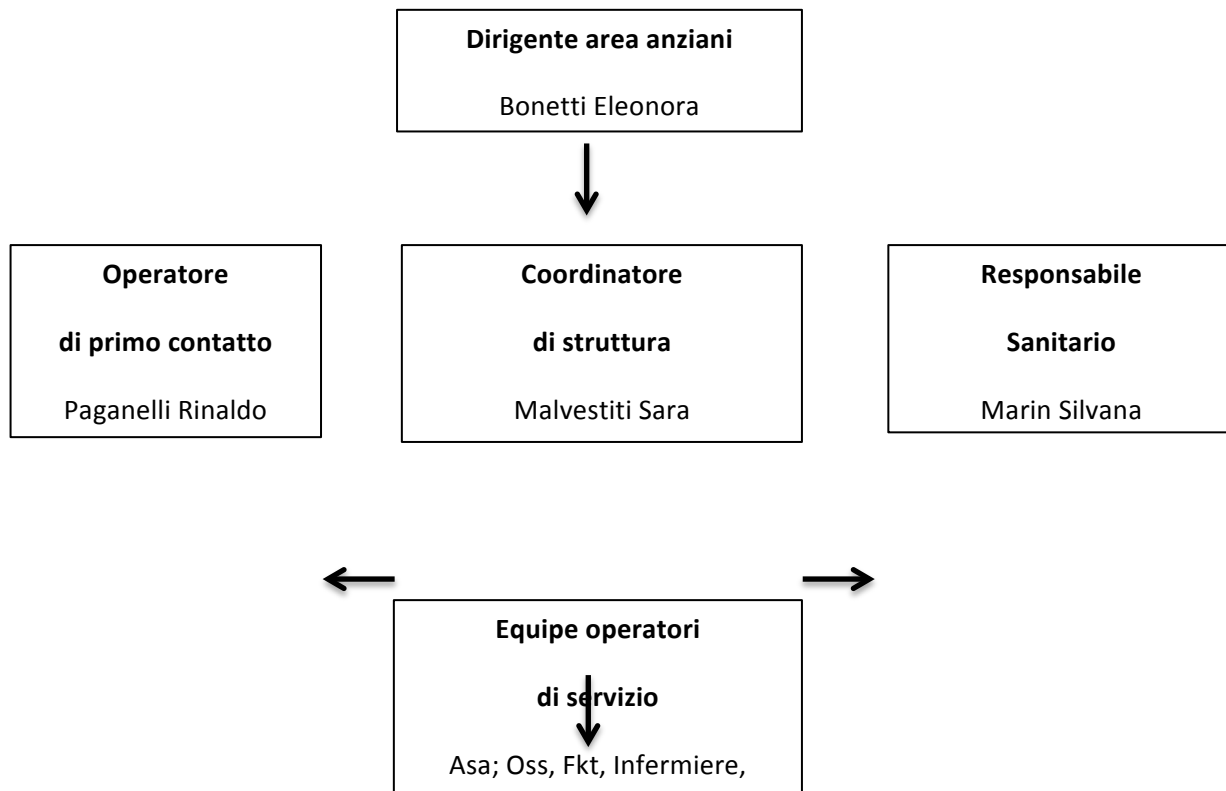 Dirigente area anziani
Bonetti Eleonora
Operatore
di primo contatto
Paganelli Rinaldo
Coordinatore
di struttura
Malvestiti Sara
Responsabile
Sanitario
Marin Silvana
Equipe operatori
di servizio
Asa; Oss, Fkt, Infermiere,